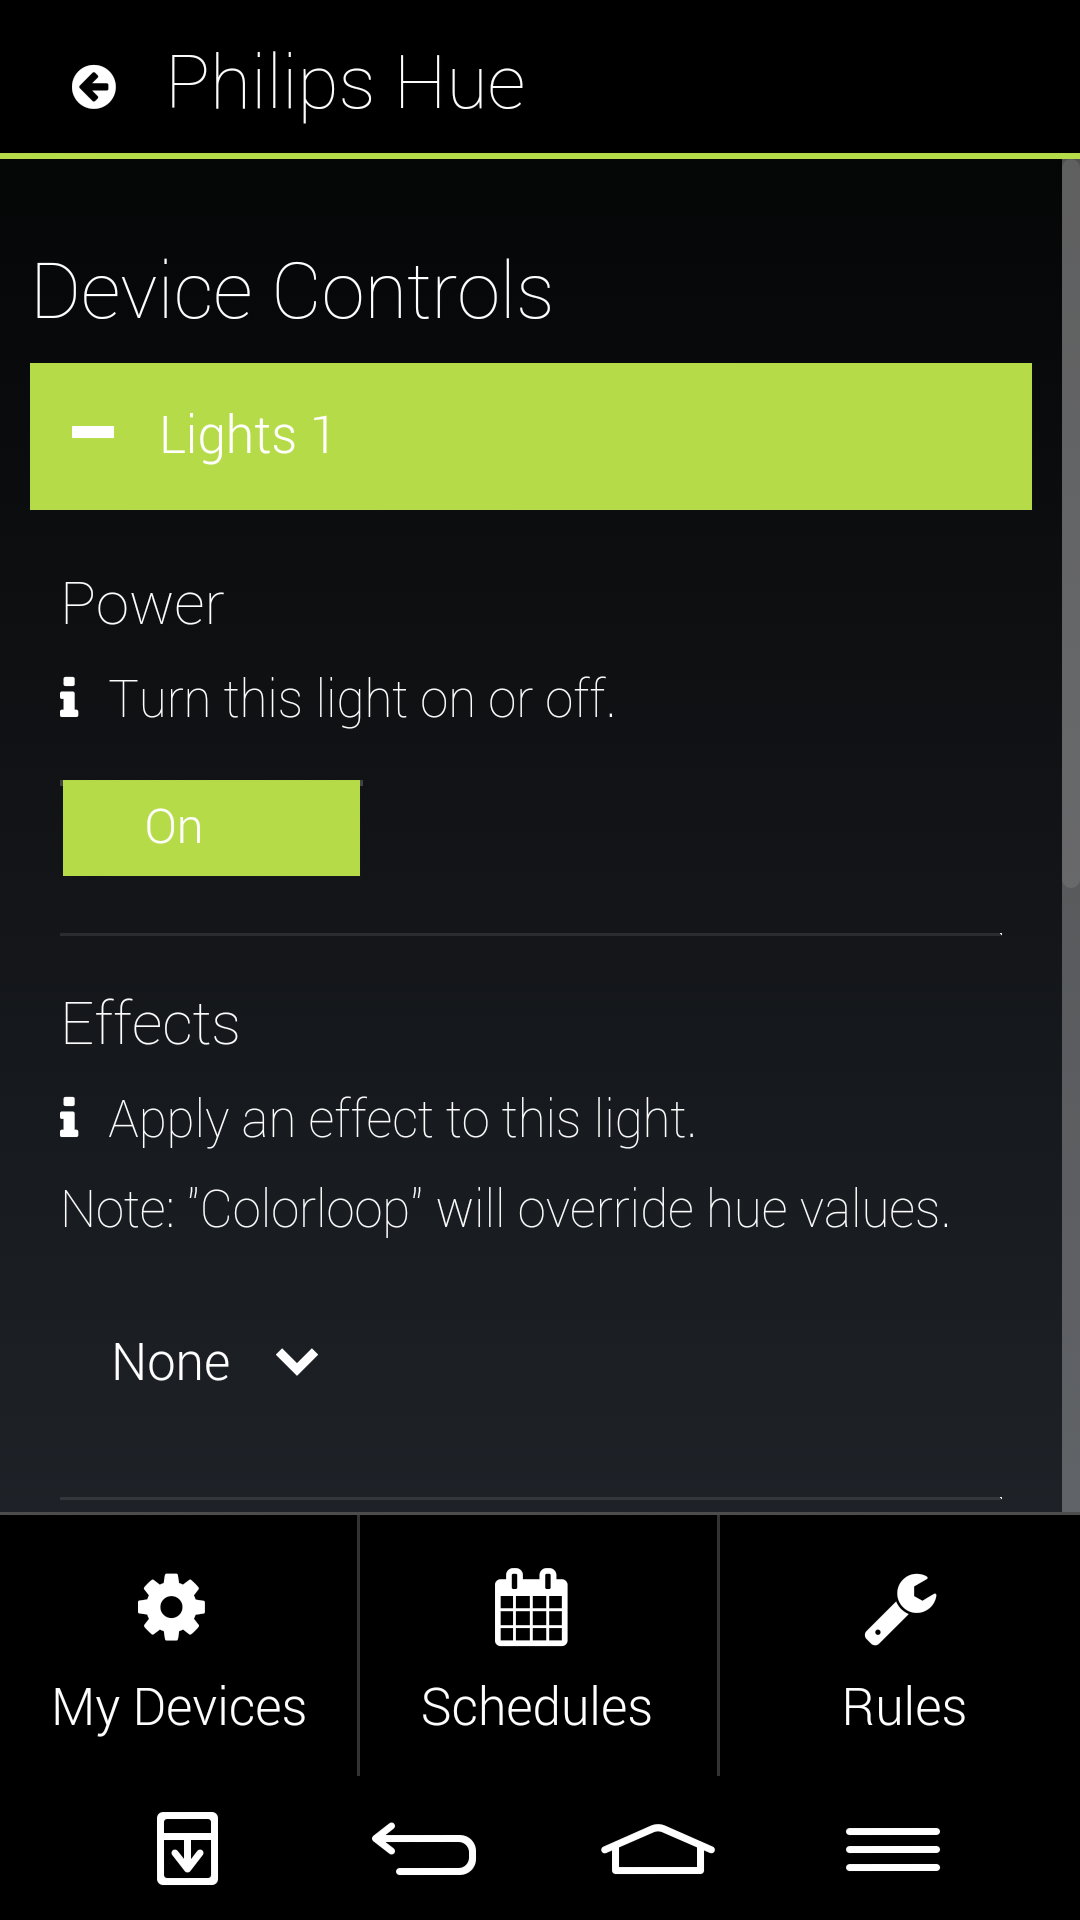 Philips Hue
Device Controls
Lights 1
Power
Turn this light on or off.
On
Effects
Apply an effect to this light.
Note: "Colorloop" will override hue values.
None
My Devices
Schedules
Rules